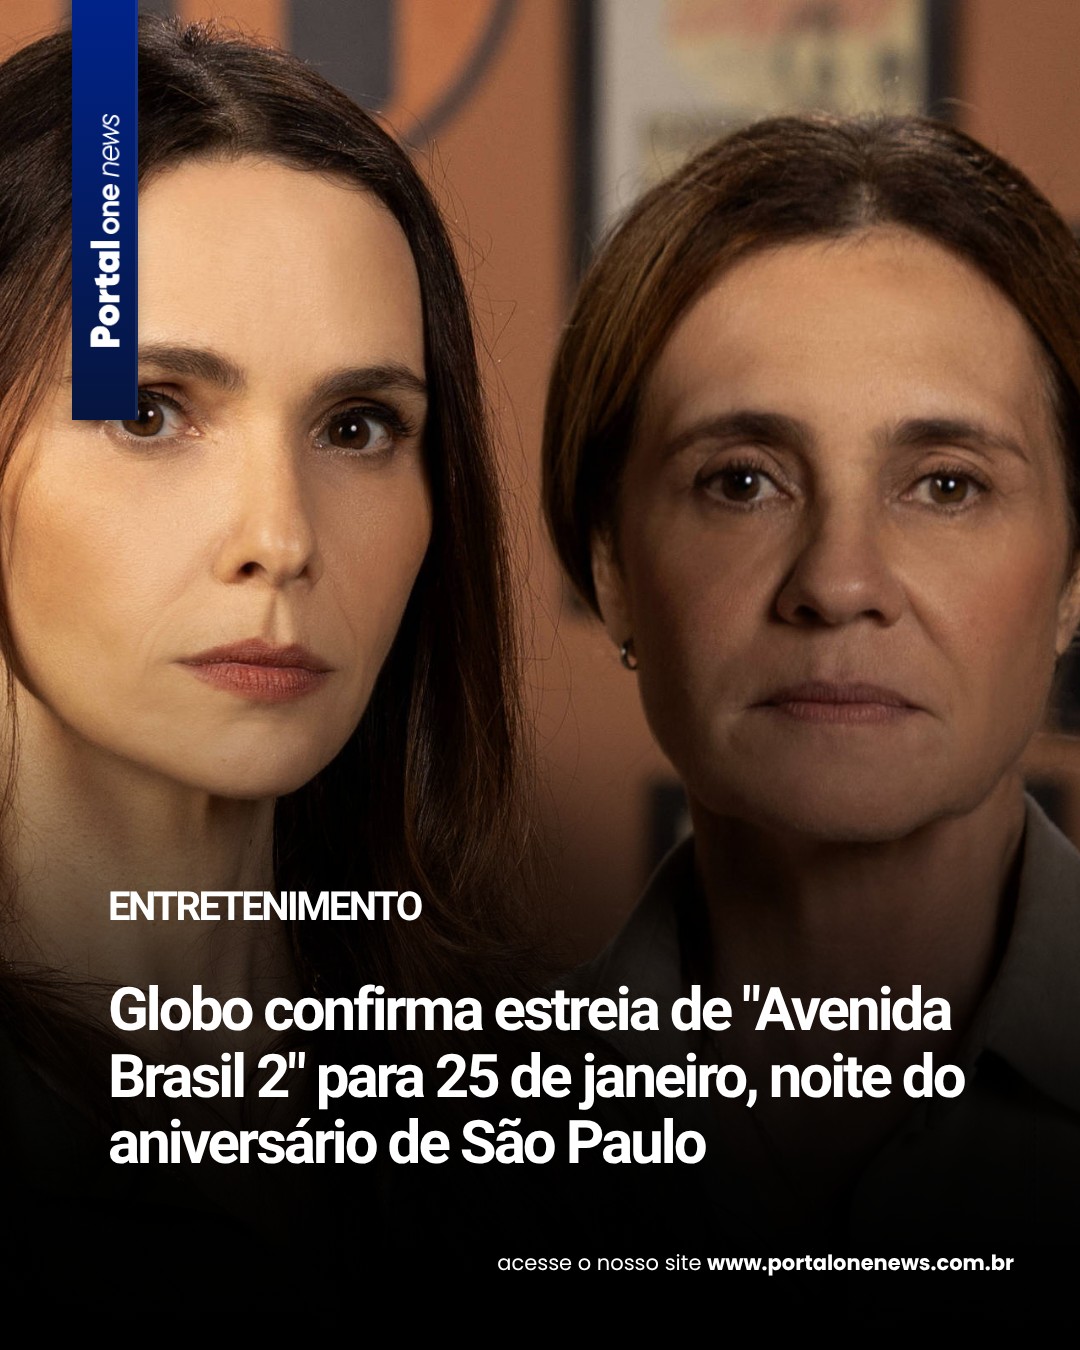 Portal one news
ENTRETENIMENTO
Globo confirma estreia de "Avenida
Brasil 2" para 25 de janeiro, noite do
aniversário de São Paulo
acesse o nosso site www.portalonenews.com.br